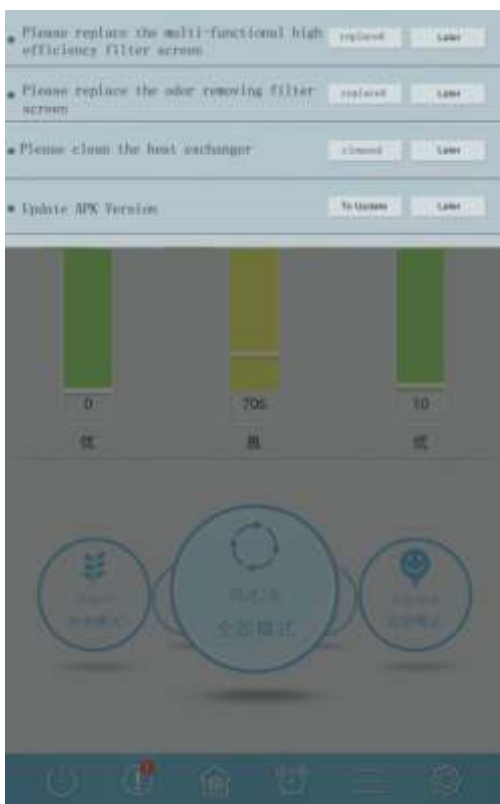 Please replace the multi-functional high
efficiency filter screen
replaced
Later
Please replace the odor removing filter
screen
replaced
Later
Please clean the heat exchanger
cleaned
Later
Update APK Version
To Update
Later
0
705
10
优
优
全部模式